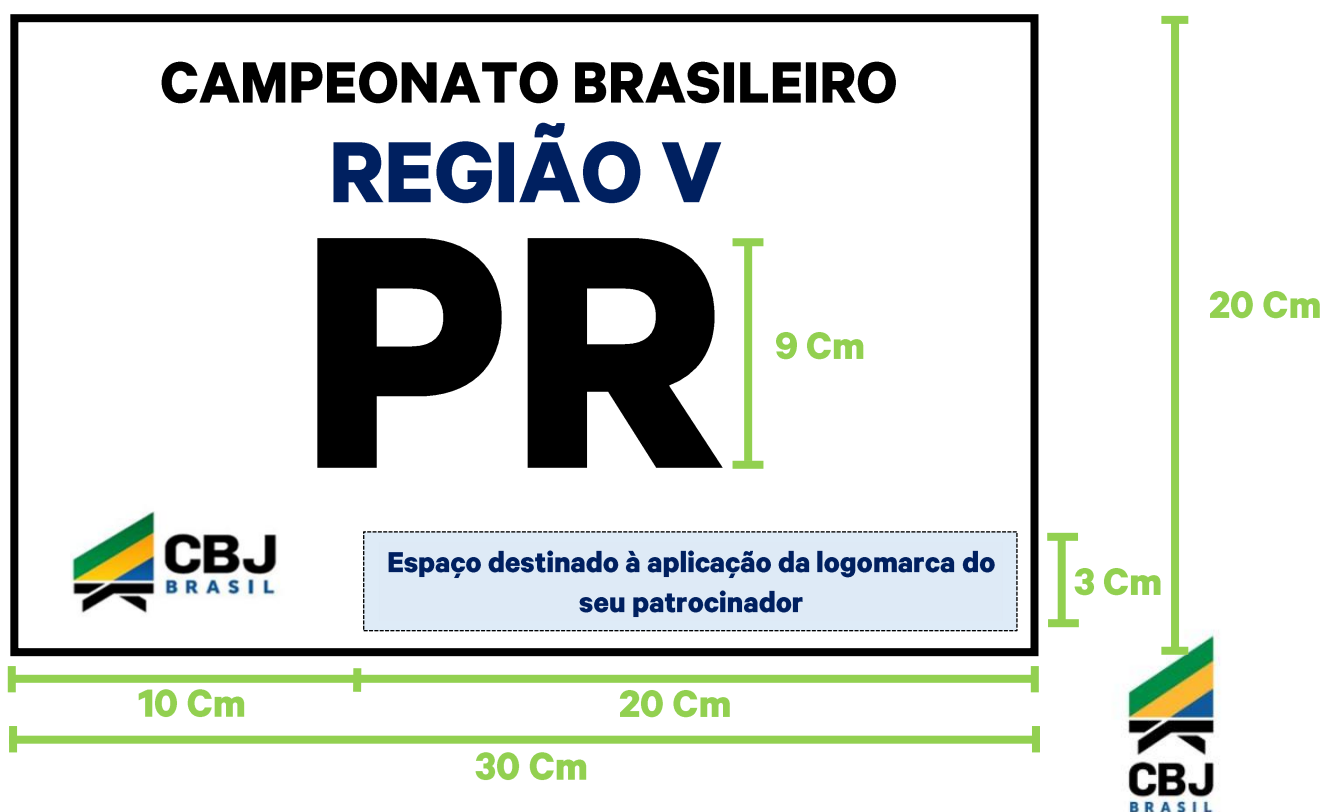 CAMPEONATO BRASILEIRO
REGIÃO V
PR
9 Cm
20 Cm
CBJ
BRASIL
Espaço destinado à aplicação da logomarca do
seu patrocinador
3 Cm
10 Cm
20 Cm
30 Cm
CBJ
BRASIL